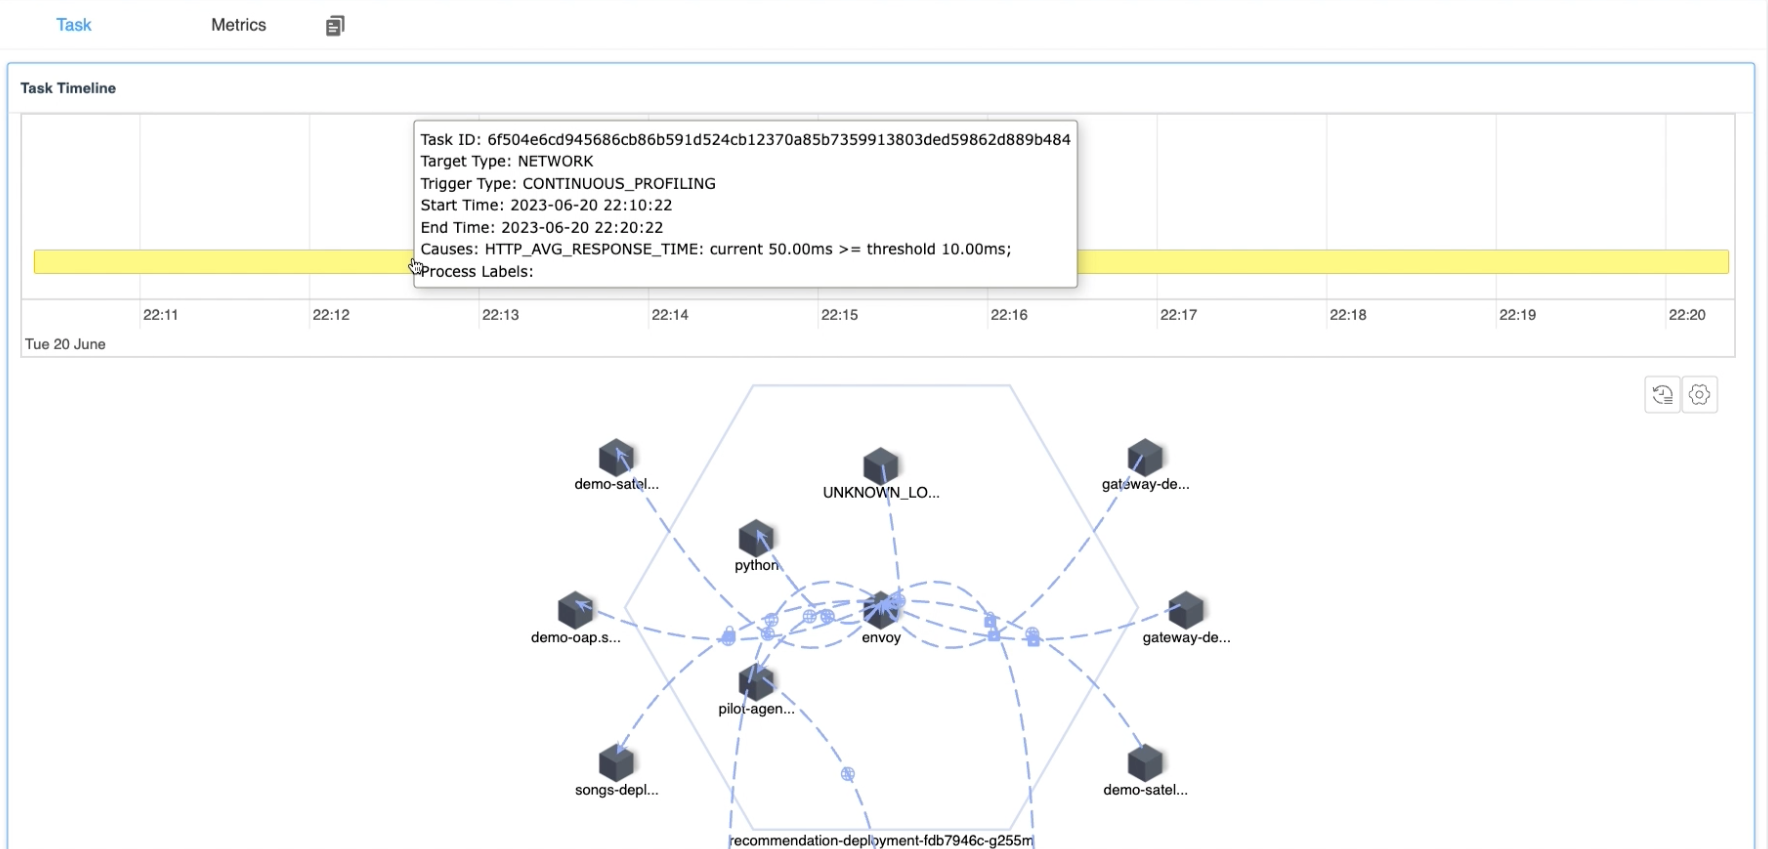 Task Metrics
Task Timeline
Task ID: 6f504e6cd945686cb86b591d524cb12370a85b7359913803ded59862d889b484
Target Type: NETWORK
Trigger Type: CONTINUOUS_PROFILING
Start Time: 2023-06-20 22:10:22
End Time: 2023-06-20 22:20:22
Causes: HTTP_AVG_RESPONSE_TIME: current 50.00ms >= threshold 10.00ms;
Process Labels:
22:11 22:12 22:13 22:14 22:15 22:16 22:17 22:18 22:19 22:20
Tue 20 June
demo-satel...
UNKNOWN_LO...
gateway-de...
python
demo-oap.s...
envoy
gateway-de...
pilot-agen...
songs-depl...
demo-satel...
recommendation-deployment-fdb7946c-g255m